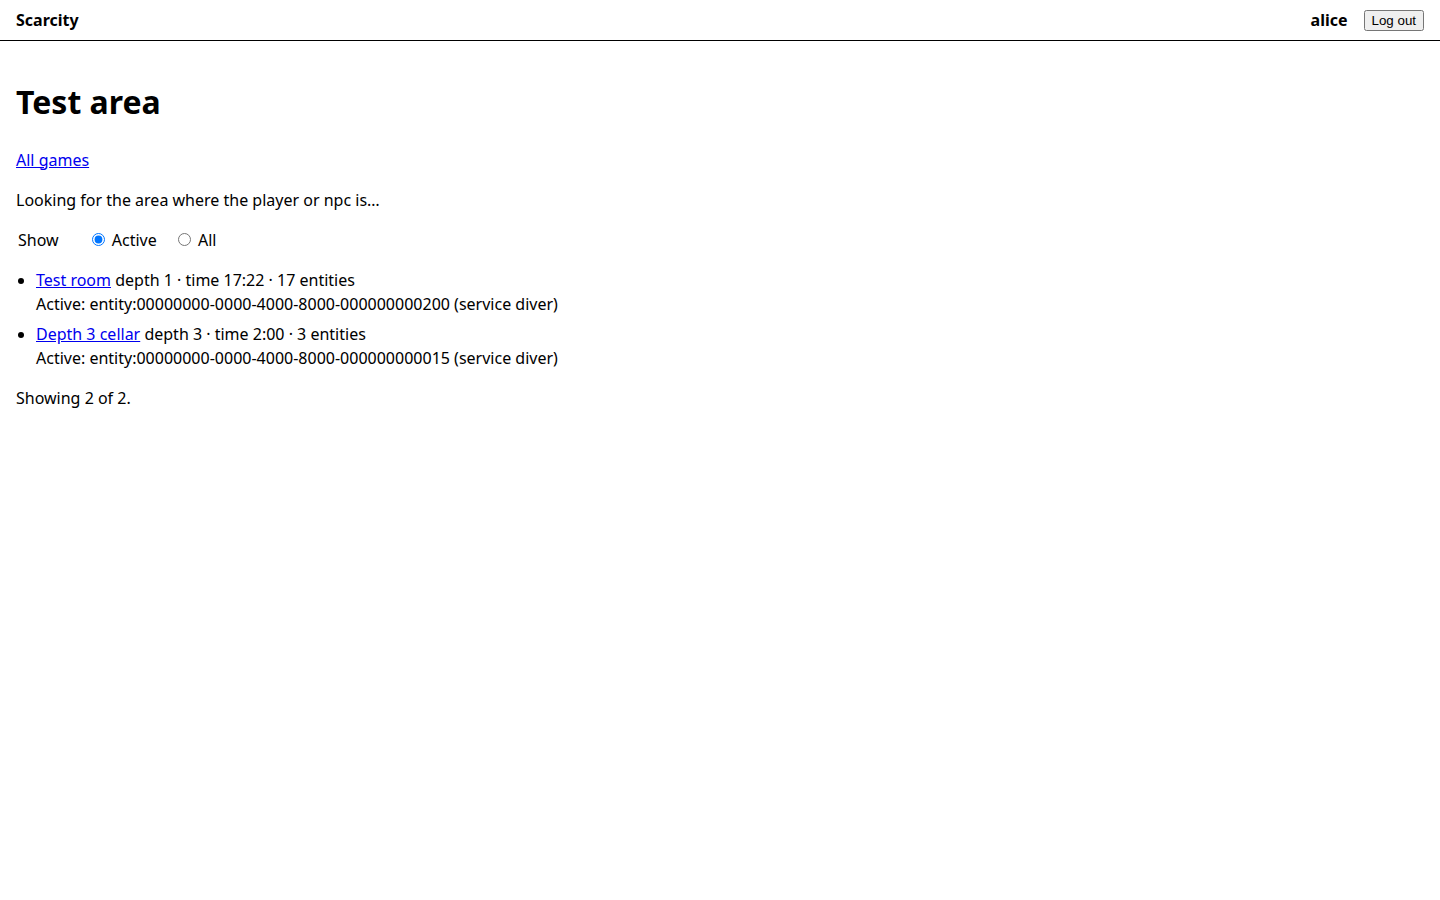 Scarcity
alice
Log out
Test area
All games
Looking for the area where the player or npc is...
Show Active All
Test room depth 1 · time 17:22 · 17 entities
Active: entity:00000000-0000-4000-8000-000000000200 (service diver)
Depth 3 cellar depth 3 · time 2:00 · 3 entities
Active: entity:00000000-0000-4000-8000-000000000015 (service diver)
Showing 2 of 2.